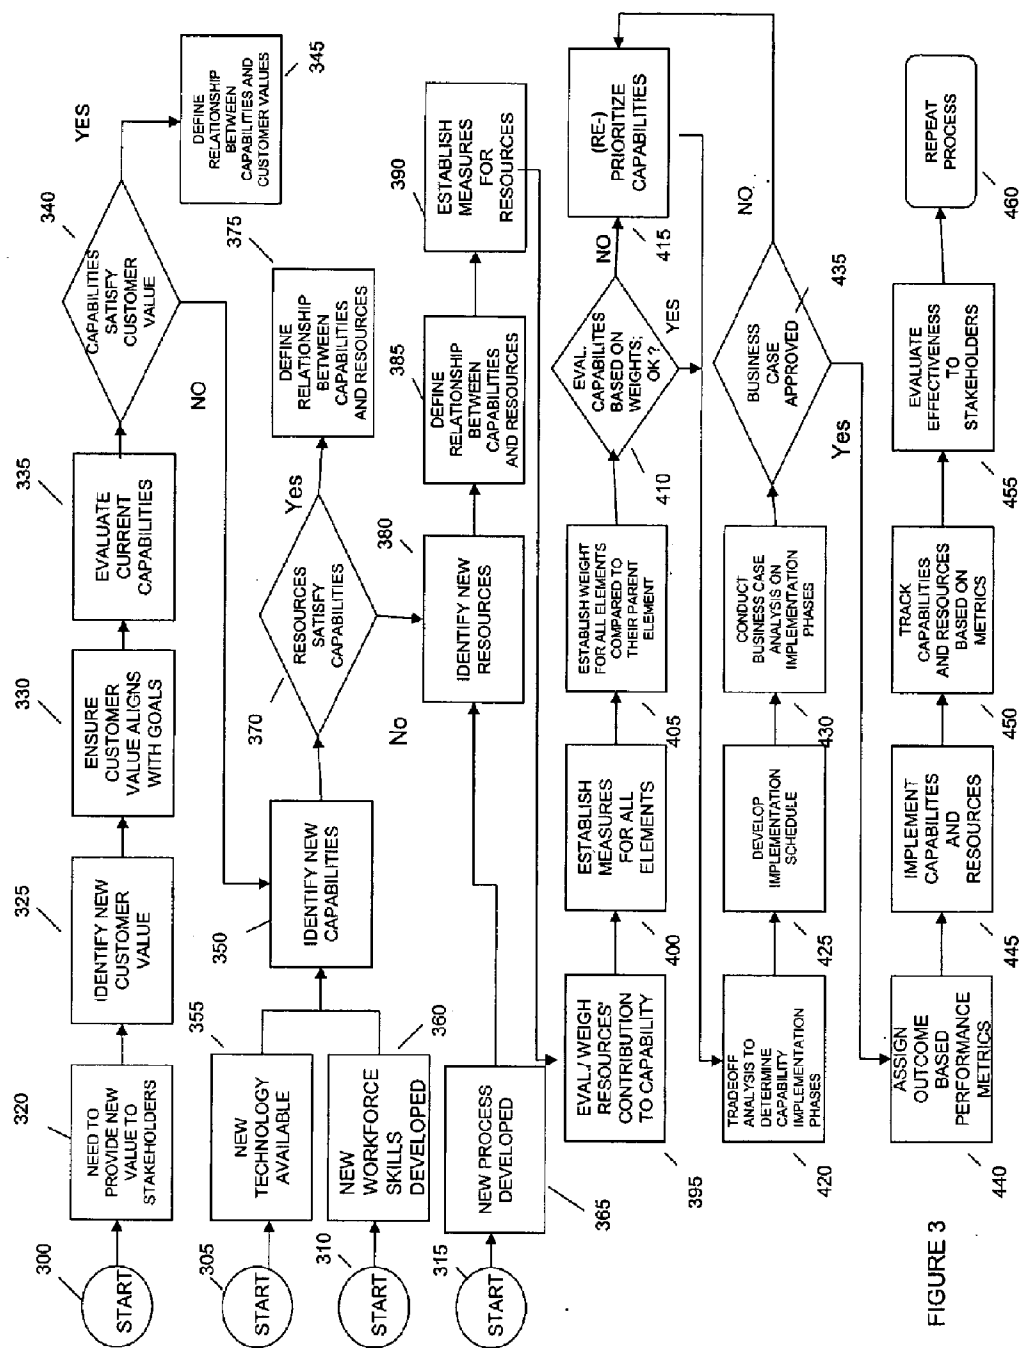 300
START
320
NEED TO
PROVIDE NEW
VALUE TO
STAKEHOLDERS
325
IDENTIFY NEW
CUSTOMER
VALUE
330
ENSURE
CUSTOMER
VALUE ALIGNS
WITH GOALS
335
EVALUATE
CURRENT
CAPABILITIES
340
CAPABILITIES
SATISFY
CUSTOMER
VALUE
YES
NO
DEFINE
RELATIONSHIP
BETWEEN
CAPABILITIES AND
CUSTOMER VALUES
345
305
START
355
NEW
TECHNOLOGY
AVAILABLE
310
START
360
NEW
WORKFORCE
SKILLS
DEVELOPED
350
IDENTIFY NEW
CAPABILITIES
370
RESOURCES
SATISFY
CAPABILITIES
Yes
No
375
DEFINE
RELATIONSHIP
BETWEEN
CAPABILITIES
AND RESOURCES
315
START
NEW PROCESS
DEVELOPED
365
380
IDENTIFY NEW
RESOURCES
385
DEFINE
RELATIONSHIP
BETWEEN
CAPABILITIES
AND RESOURCES
390
ESTABLISH
MEASURES
FOR
RESOURCES
EVAL./WEIGH
RESOURCES'
CONTRIBUTION
TO CAPABILITY
395
ESTABLISH
MEASURES
FOR ALL
ELEMENTS
400
ESTABLISH WEIGHT
FOR ALL ELEMENTS
COMPARED TO
THEIR PARENT
ELEMENT
405
EVAL.
CAPABILITES
BASED ON
WEIGHTS;
OK ?
410
NO
YES
(RE-)
PRIORITIZE
CAPABILITIES
415
TRADEOFF
ANALYSIS TO
DETERMINE
CAPABILITY
IMPLEMENTATION
PHASES
420
DEVELOP
IMPLEMENTATION
SCHEDULE
425
CONDUCT
BUSINESS CASE
ANALYSIS ON
IMPLEMENTATION
PHASES
430
BUSINESS
CASE
APPROVED
435
NO
Yes
ASSIGN
OUTCOME
BASED
PERFORMANCE
METRICS
440
IMPLEMENT
CAPABILITES
AND
RESOURCES
445
TRACK
CAPABILITIES
AND RESOURCES
BASED ON
METRICS
450
EVALUATE
EFFECTIVENESS
TO
STAKEHOLDERS
455
REPEAT
PROCESS
460
FIGURE 3